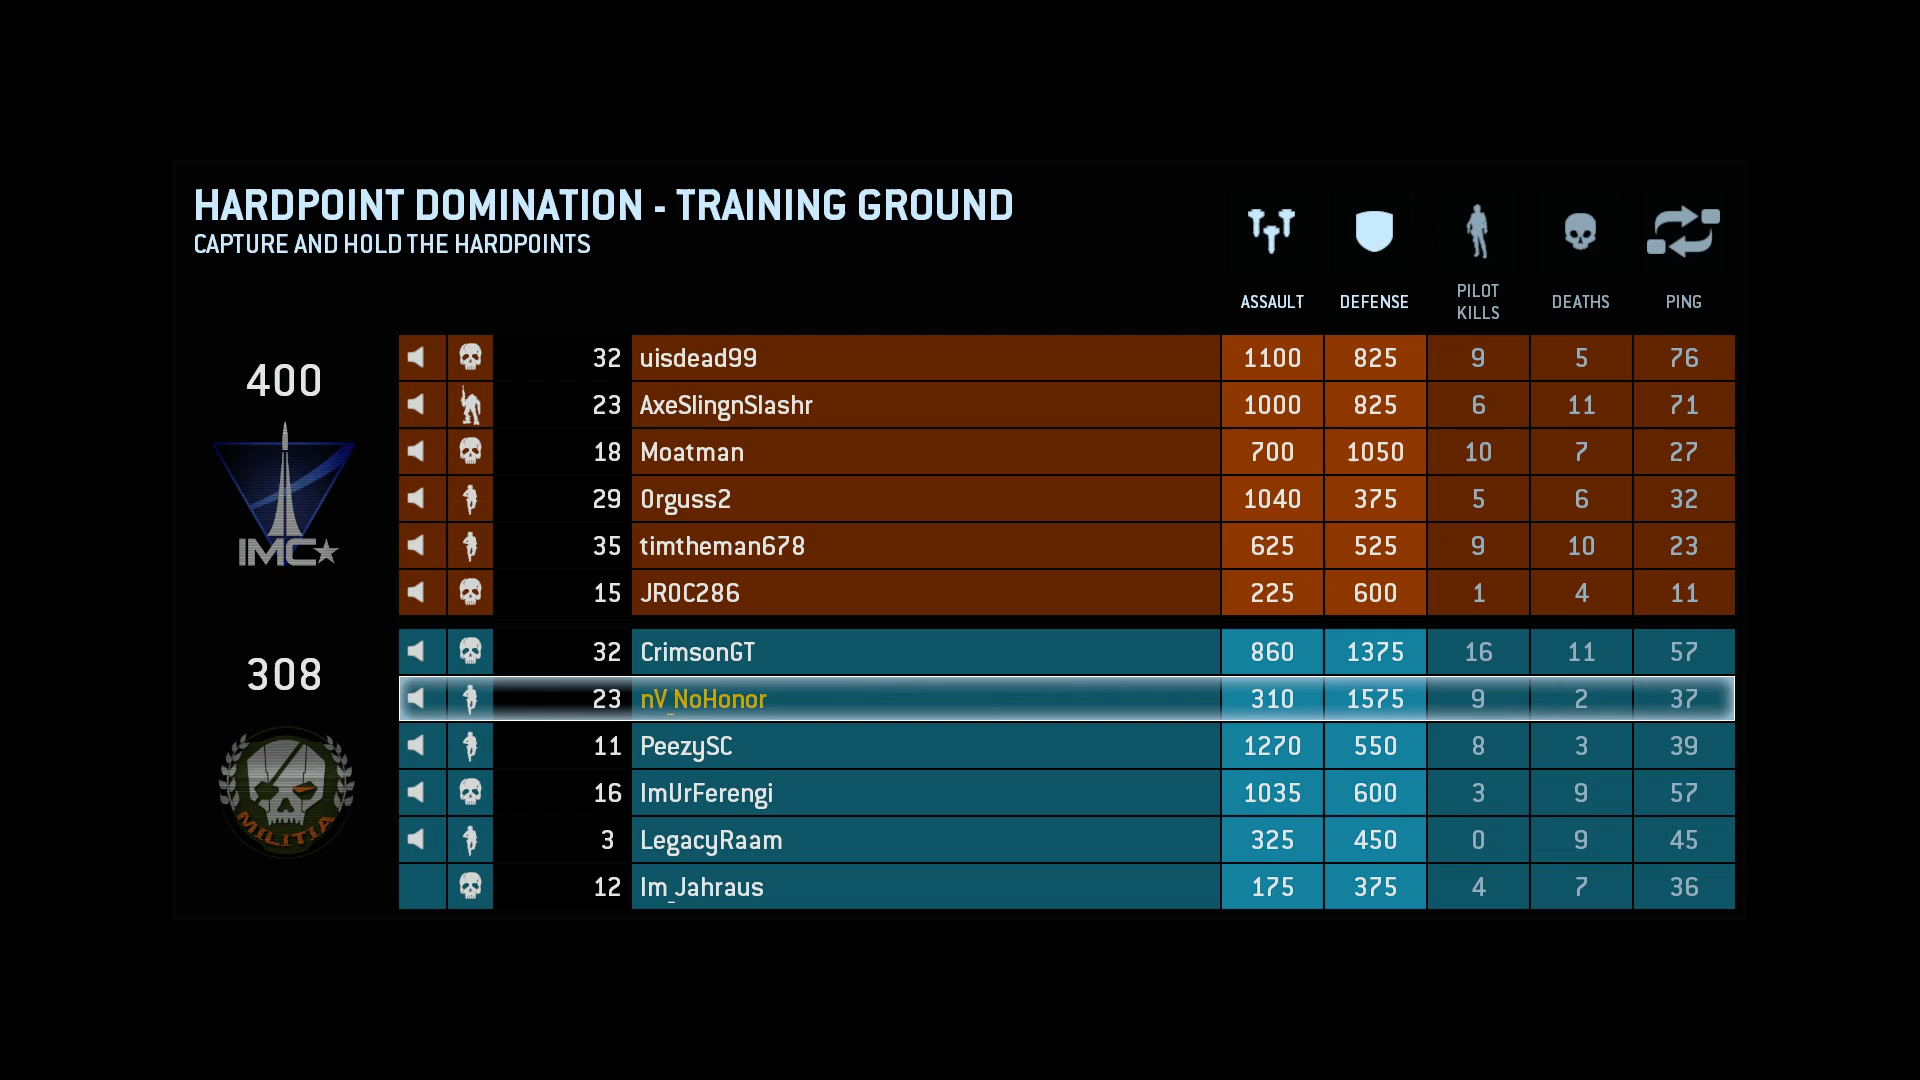 HARDPOINT DOMINATION - TRAINING GROUND
CAPTURE AND HOLD THE HARDPOINTS
ASSAULT DEFENSE PILOT KILLS DEATHS PING
400
IMC
32 uisdead99 1100 825 9 5 76
23 AxeSlingnSlashr 1000 825 6 11 71
18 Moatman 700 1050 10 7 27
29 Orguss2 1040 375 5 6 32
35 timtheman678 625 525 9 10 23
15 JROC286 225 600 1 4 11
308
MILITIA
32 CrimsonGT 860 1375 16 11 57
23 nV_NoHonor 310 1575 9 2 37
11 PeezySC 1270 550 8 3 39
16 ImUrFerengi 1035 600 3 9 57
3 LegacyRaam 325 450 0 9 45
12 Im_Jahraus 175 375 4 7 36